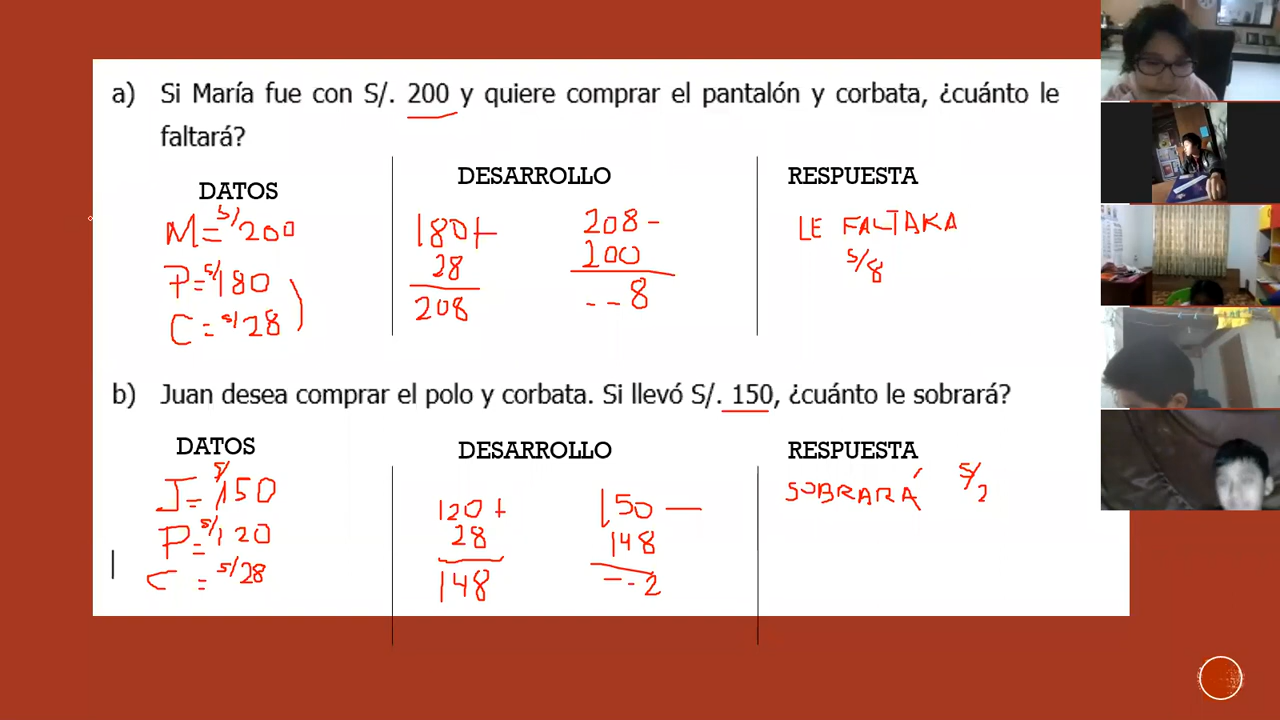 a) Si María fue con S/. 200 y quiere comprar el pantalón y corbata, ¿cuánto le
faltará?
DATOS
M = S/200
P = S/180
C = S/28
DESARROLLO
180 +
28
208
208 -
200
--8
RESPUESTA
LE FALTARA
S/8
b) Juan desea comprar el polo y corbata. Si llevó S/. 150, ¿cuánto le sobrará?
DATOS
J = S/150
P = S/120
C = S/28
DESARROLLO
120 +
28
148
150 -
148
--2
RESPUESTA
SOBRARÁ S/2